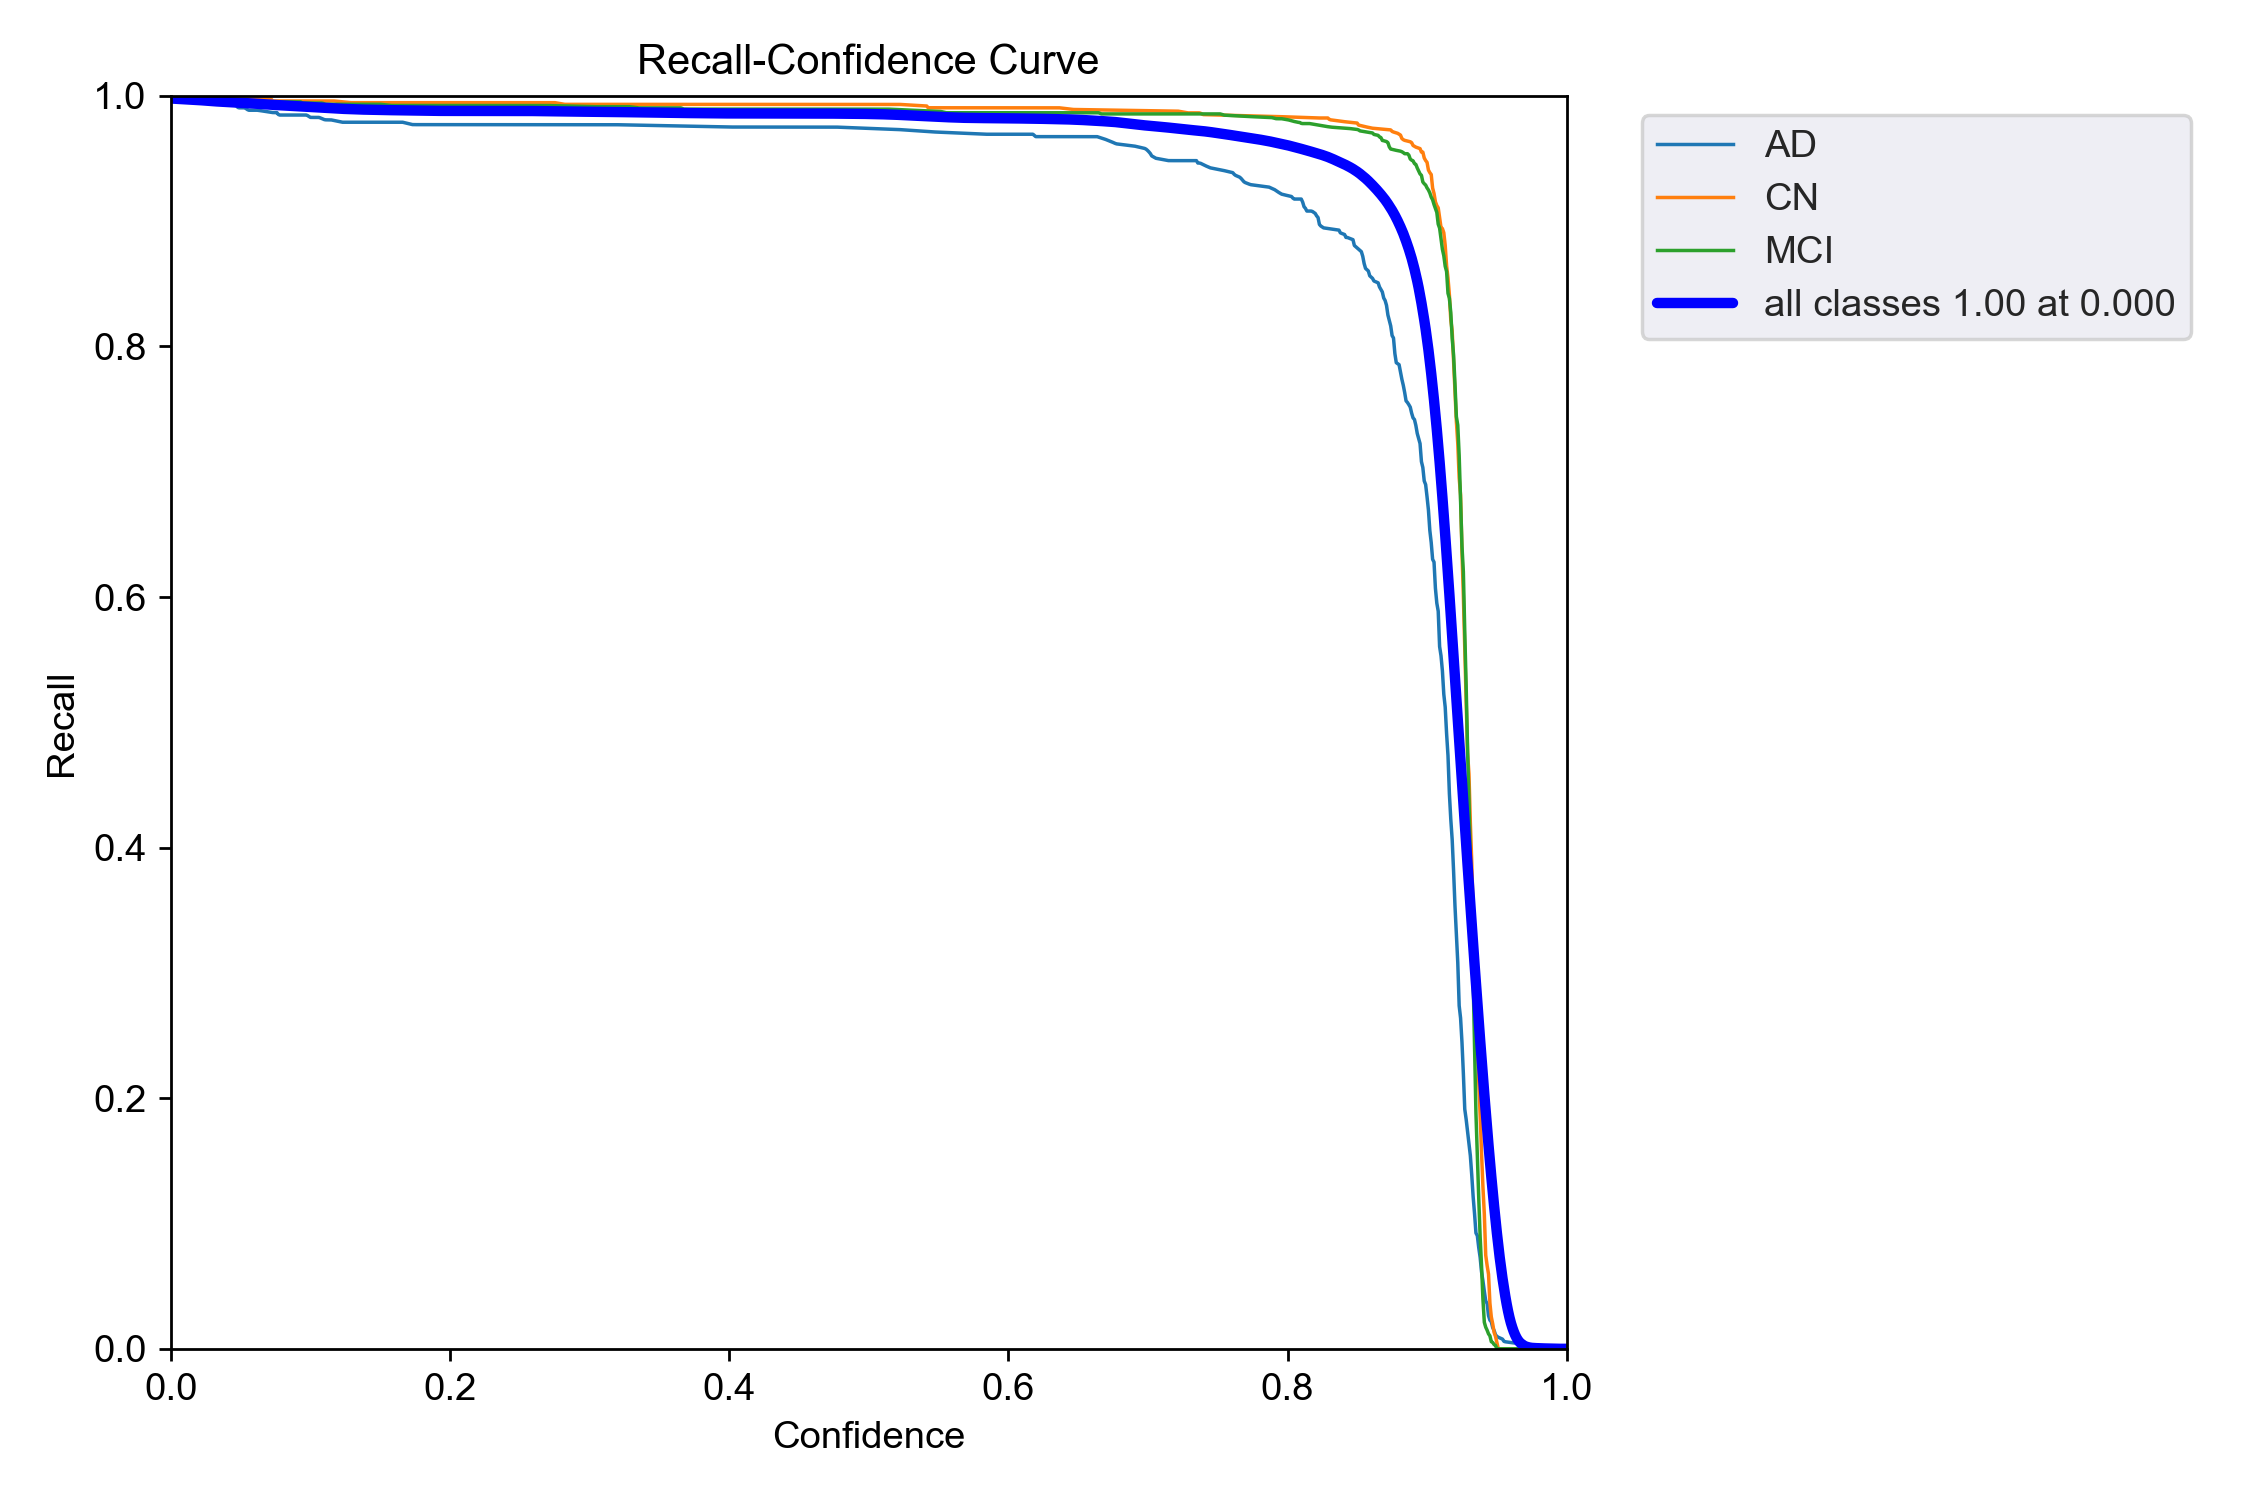 Recall-Confidence Curve
1.0
0.8
0.6
0.4
0.2
0.0
Recall
0.0 0.2 0.4 0.6 0.8 1.0
Confidence
AD
CN
MCI
all classes 1.00 at 0.000